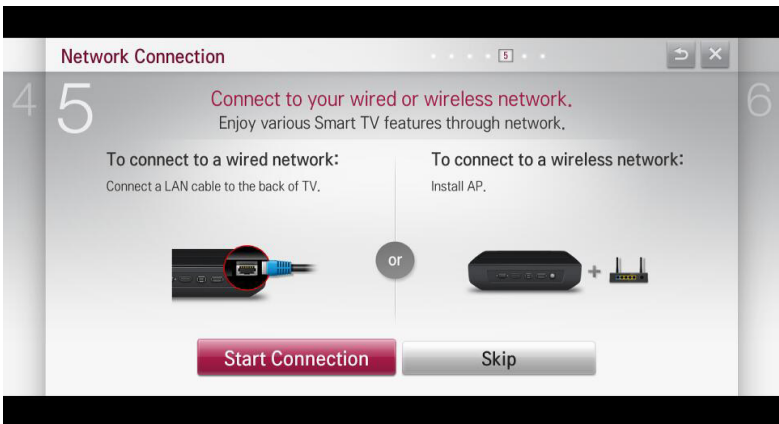 Network Connection
5
4
5
6
Connect to your wired or wireless network.
Enjoy various Smart TV features through network.
To connect to a wired network:
Connect a LAN cable to the back of TV.
To connect to a wireless network:
Install AP.
or
Start Connection
Skip